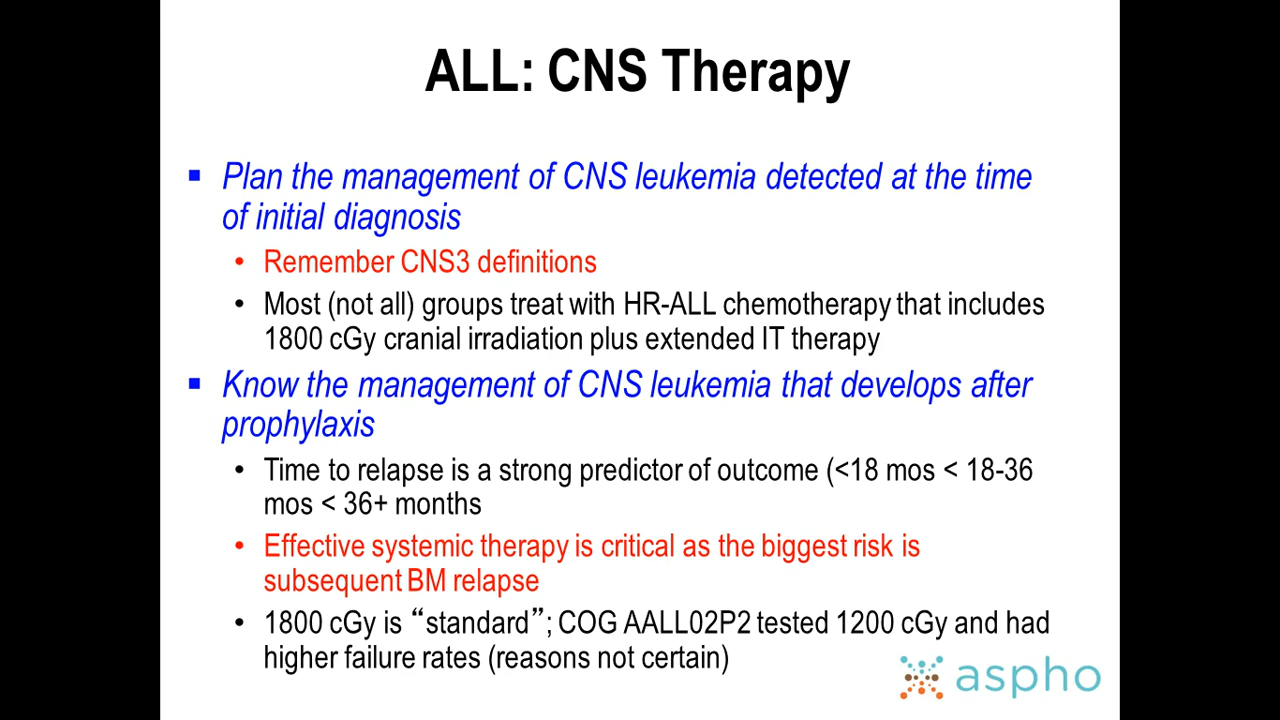 ALL: CNS Therapy
▪ Plan the management of CNS leukemia detected at the time
of initial diagnosis
• Remember CNS3 definitions
• Most (not all) groups treat with HR-ALL chemotherapy that includes
1800 cGy cranial irradiation plus extended IT therapy
▪ Know the management of CNS leukemia that develops after
prophylaxis
• Time to relapse is a strong predictor of outcome (<18 mos < 18-36
mos < 36+ months
• Effective systemic therapy is critical as the biggest risk is
subsequent BM relapse
• 1800 cGy is “standard”; COG AALL02P2 tested 1200 cGy and had
higher failure rates (reasons not certain)
aspho